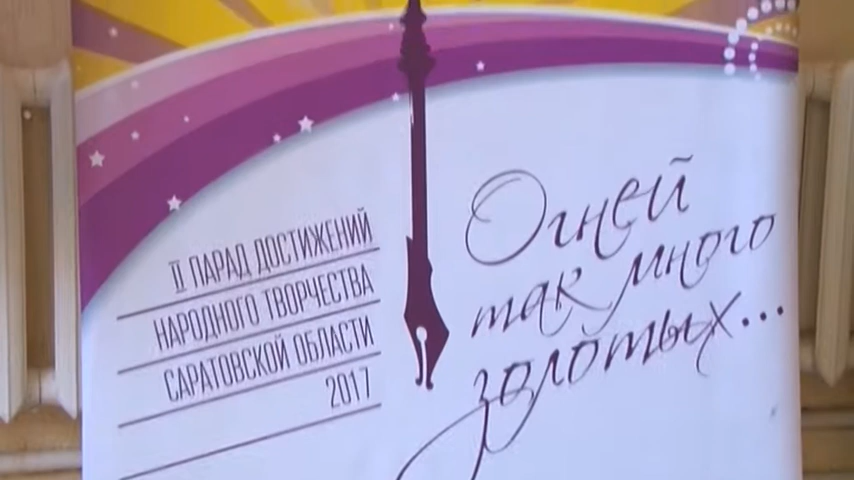 II ПАРАД ДОСТИЖЕНИЙ
НАРОДНОГО ТВОРЧЕСТВА
САРАТОВСКОЙ ОБЛАСТИ
2017
Огней
так много
золотых...